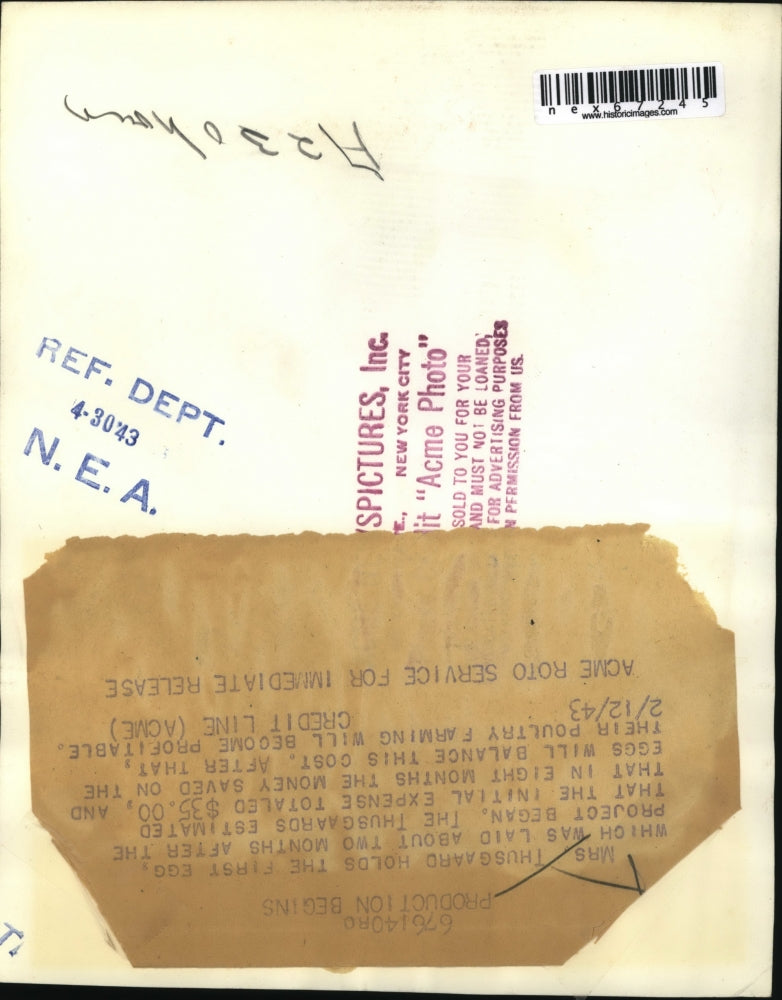 nex67245
www.historicimages.com
A230
REF. DEPT.
4-30'43
N. E. A.
SPICTURES, Inc.
E., NEW YORK CITY
it "Acme Photo"
SOLD TO YOU FOR YOUR
AND MUST NOT BE LOANED,
FOR ADVERTISING PURPOSES
N PERMISSION FROM US.
676140RO
PRODUCTION BEGINS
MRS. THUSGAARD HOLDS THE FIRST EGG,
WHICH WAS LAID ABOUT TWO MONTHS AFTER THE
PROJECT BEGAN. THE THUSGAARDS ESTIMATED
THAT THE INITIAL EXPENSE TOTALED $35.00, AND
THAT IN EIGHT MONTHS THE MONEY SAVED ON THE
EGGS WILL BALANCE THIS COST. AFTER THAT,
THEIR POULTRY FARMING WILL BECOME PROFITABLE.
2/12/43 CREDIT LINE (ACME)
ACME ROTO SERVICE FOR IMMEDIATE RELEASE